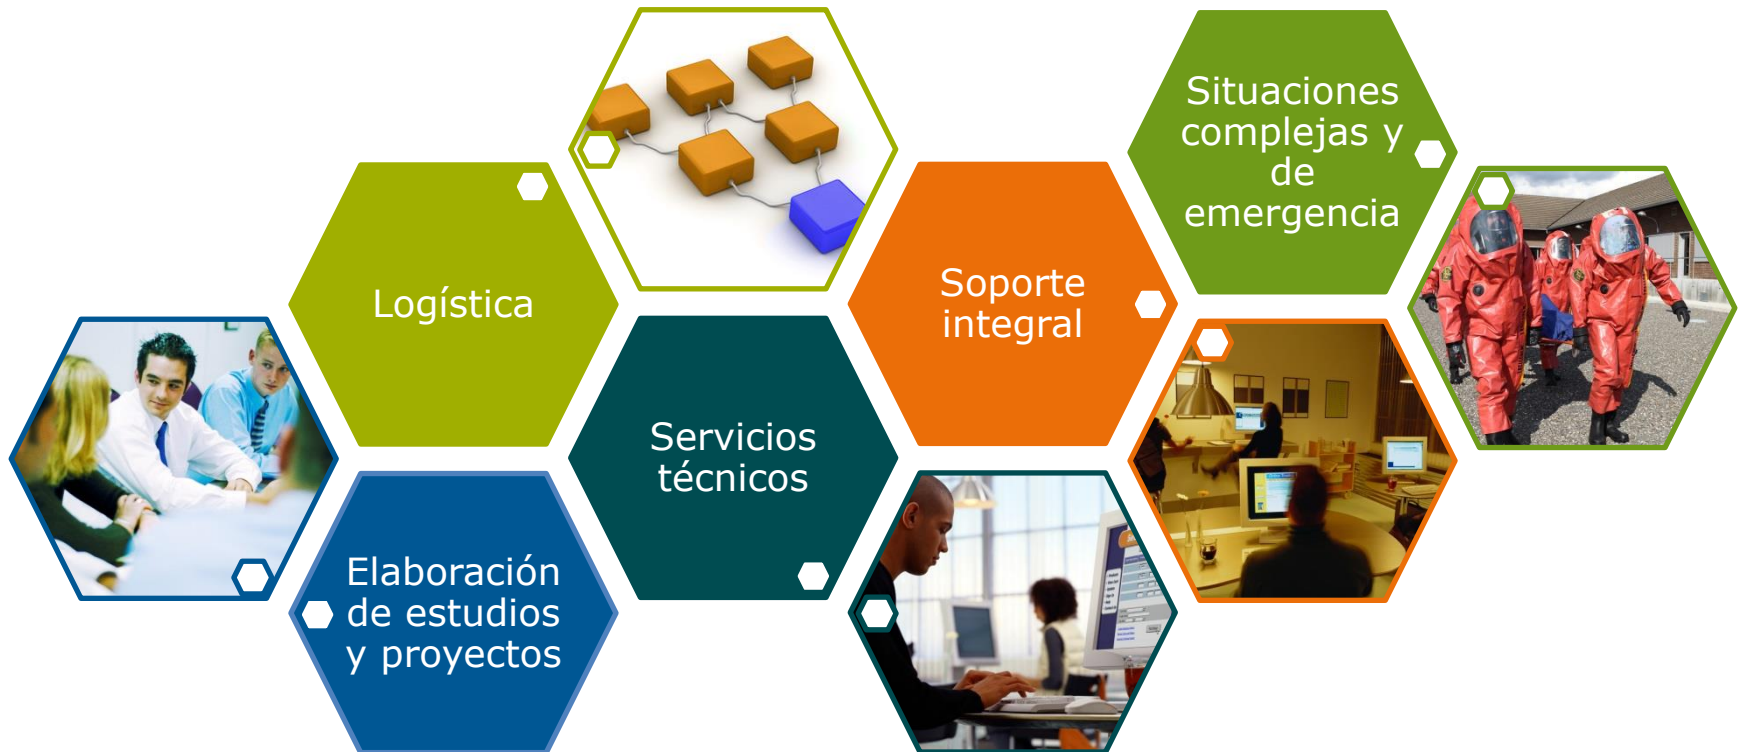 Situaciones
complejas y
de
emergencia
Logística
Soporte
integral
Servicios
técnicos
Elaboración
de estudios
y proyectos